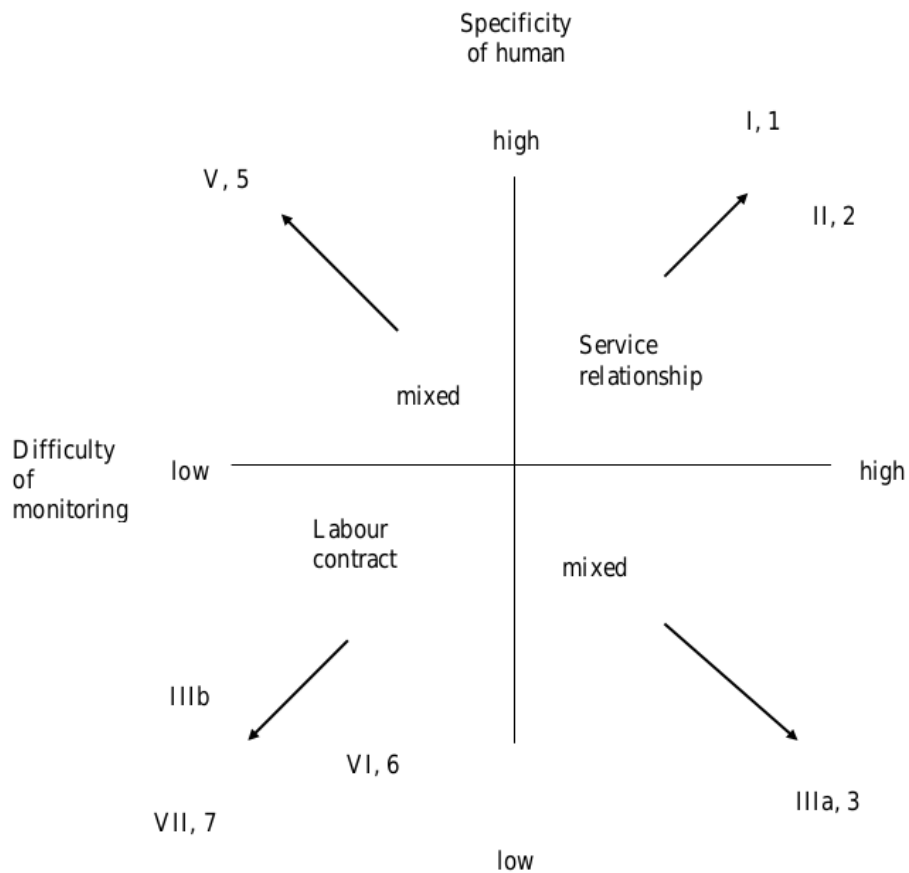 Specificity
of human
high
I, 1
V, 5
II, 2
Service
relationship
mixed
Difficulty
of
monitoring
low
high
Labour
contract
mixed
IIIb
VI, 6
IIIa, 3
VII, 7
low